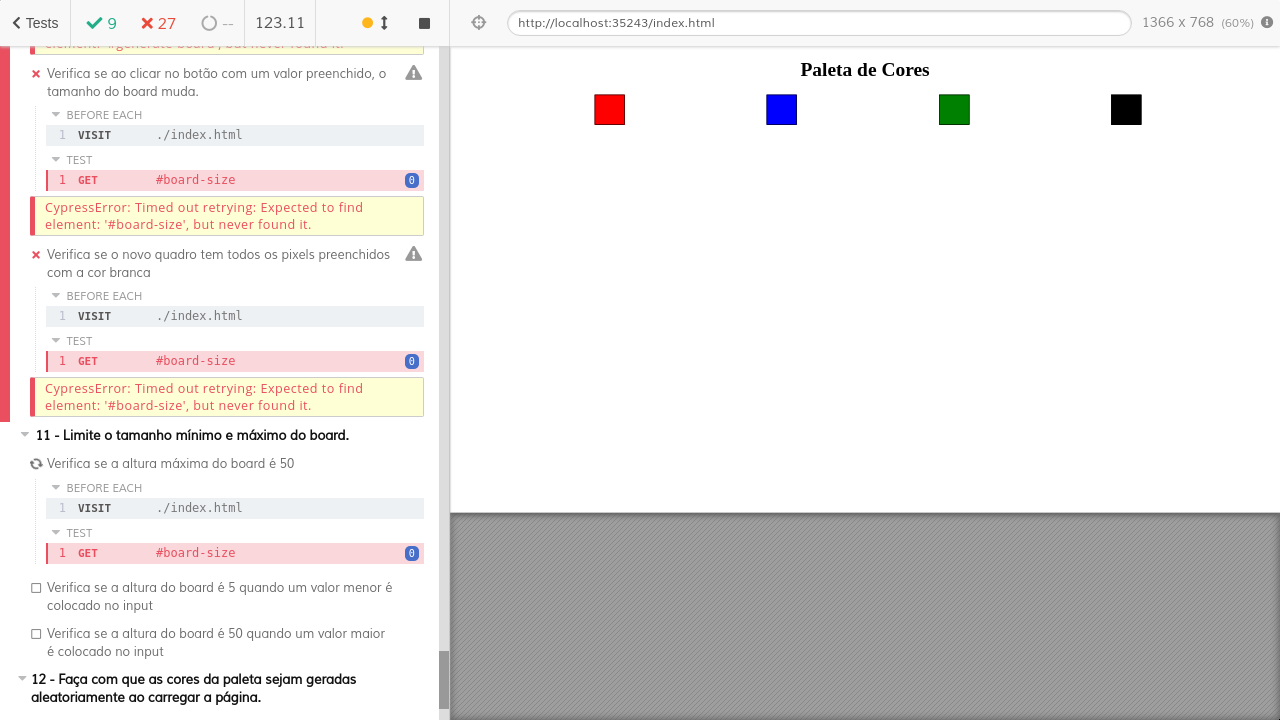 Tests 9 27 -- 123.11
http://localhost:35243/index.html 1366 x 768 (60%)
element: '#generate-board', but never found it.
Verifica se ao clicar no botão com um valor preenchido, o
tamanho do board muda.
BEFORE EACH
1 VISIT ./index.html
TEST
1 GET #board-size 0
CypressError: Timed out retrying: Expected to find
element: '#board-size', but never found it.
Verifica se o novo quadro tem todos os pixels preenchidos
com a cor branca
BEFORE EACH
1 VISIT ./index.html
TEST
1 GET #board-size 0
CypressError: Timed out retrying: Expected to find
element: '#board-size', but never found it.
11 - Limite o tamanho mínimo e máximo do board.
Verifica se a altura máxima do board é 50
BEFORE EACH
1 VISIT ./index.html
TEST
1 GET #board-size 0
Verifica se a altura do board é 5 quando um valor menor é
colocado no input
Verifica se a altura do board é 50 quando um valor maior
é colocado no input
12 - Faça com que as cores da paleta sejam geradas
aleatoriamente ao carregar a página.
Paleta de Cores